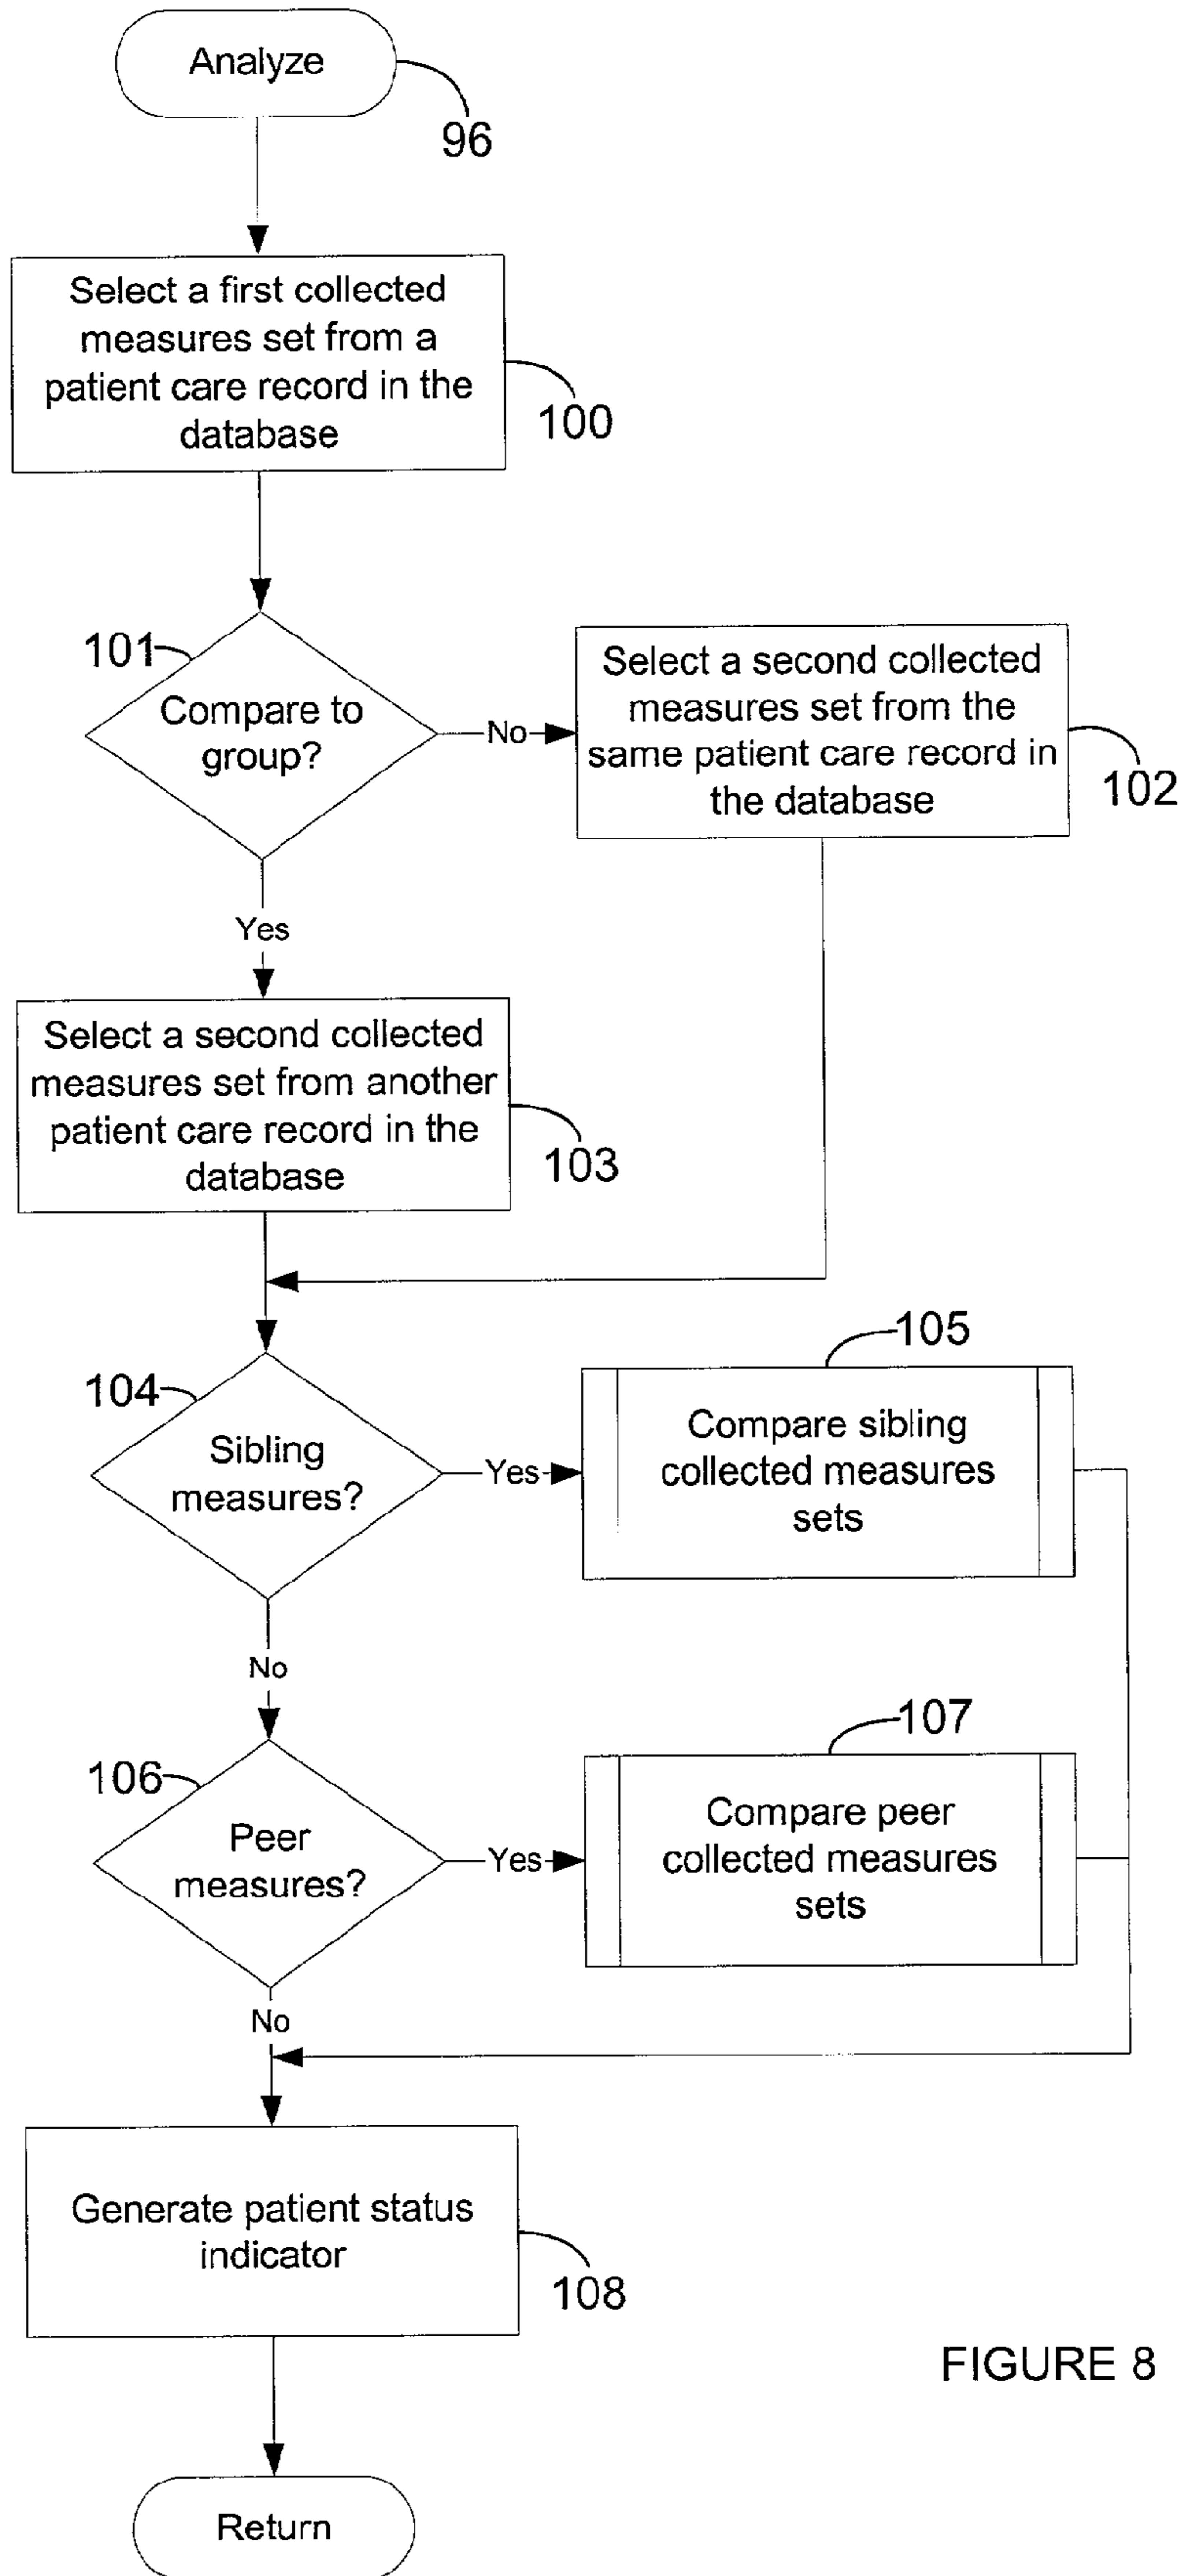 Analyze
96
Select a first collected
measures set from a
patient care record in the
database
100
101
Compare to
group?
No
Select a second collected
measures set from the
same patient care record in
the database
102
Yes
Select a second collected
measures set from another
patient care record in the
database
103
104
Sibling
measures?
Yes
105
Compare sibling
collected measures
sets
No
106
Peer
measures?
Yes
107
Compare peer
collected measures
sets
No
Generate patient status
indicator
108
FIGURE 8
Return